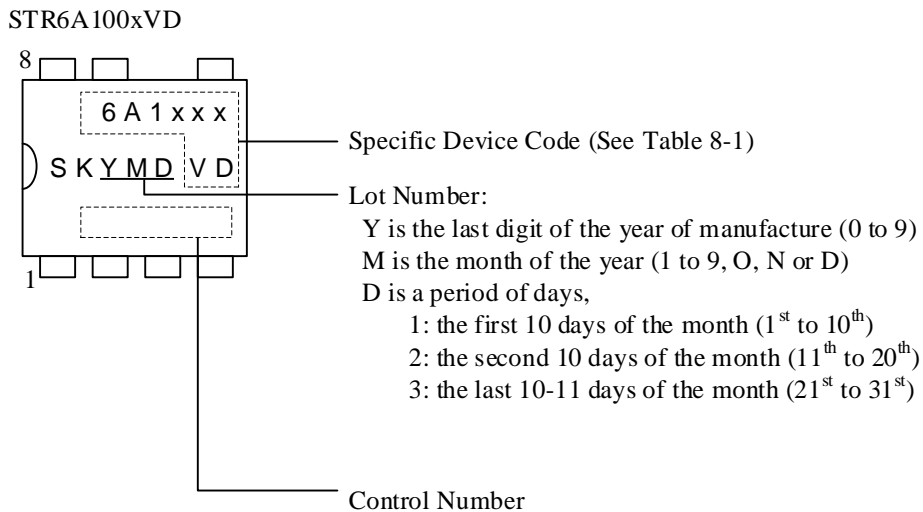 STR6A100xVD
8
6 A 1 x x x
S K Y M D V D
1
Specific Device Code (See Table 8-1)
Lot Number:
Y is the last digit of the year of manufacture (0 to 9)
M is the month of the year (1 to 9, O, N or D)
D is a period of days,
1: the first 10 days of the month (1st to 10th)
2: the second 10 days of the month (11th to 20th)
3: the last 10-11 days of the month (21st to 31st)
Control Number